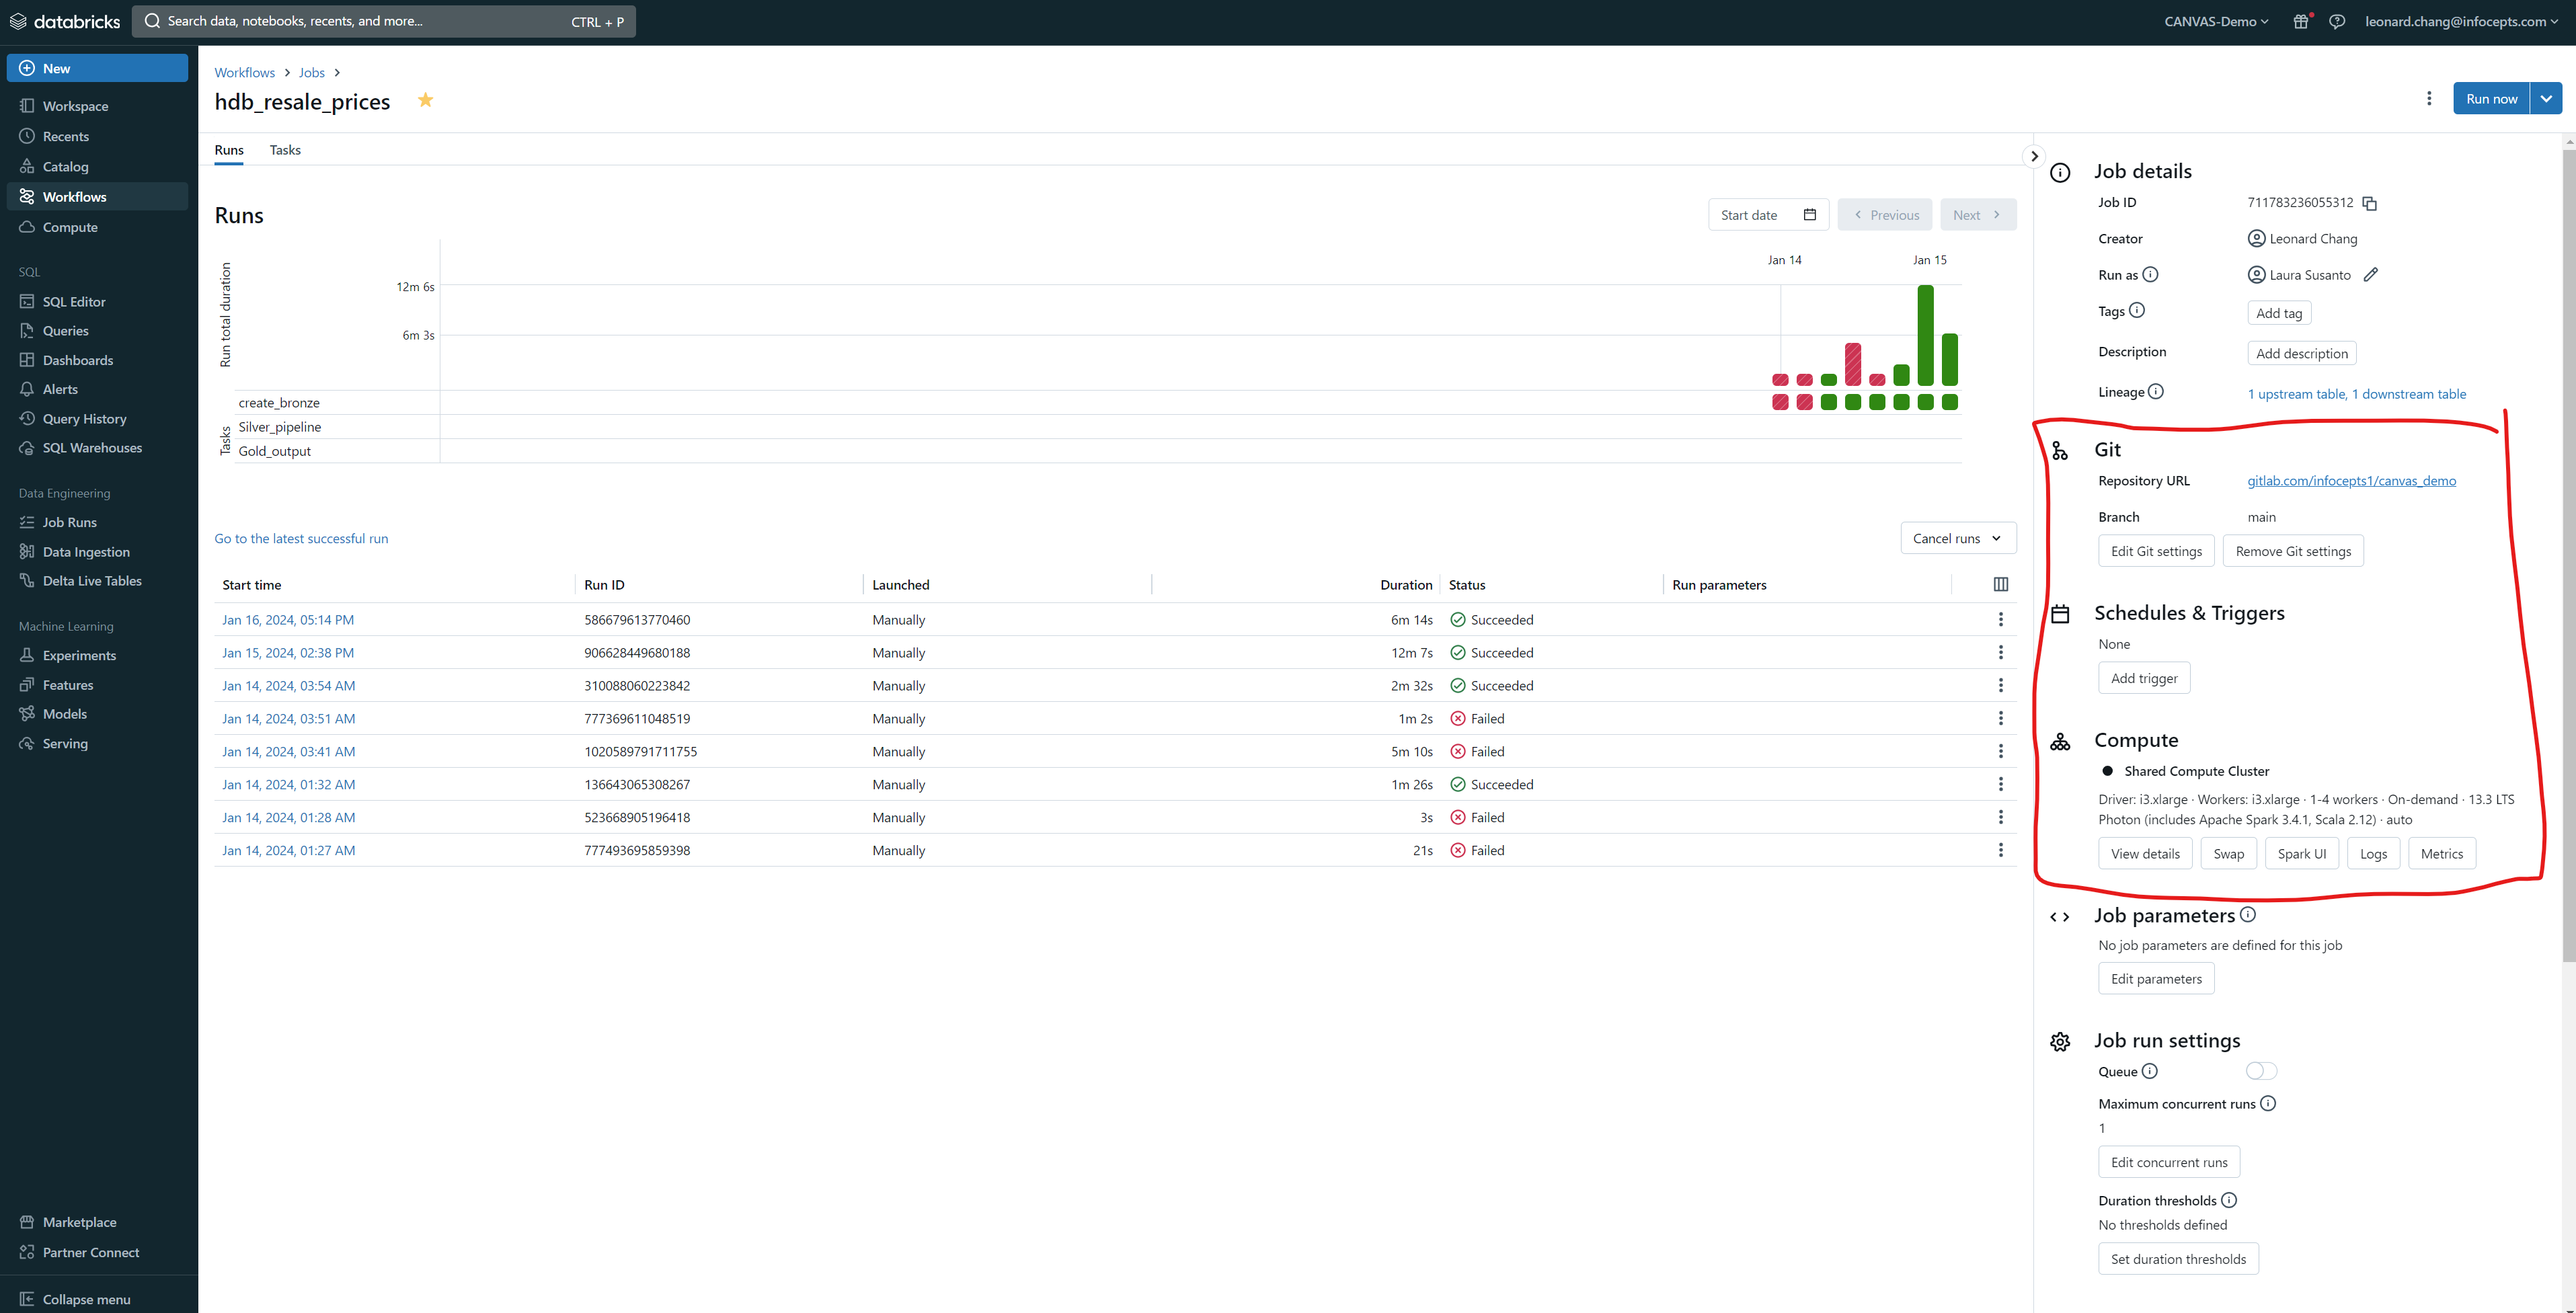 databricks
Search data, notebooks, recents, and more...
CTRL + P
CANVAS-Demo
leonard.chang@infocepts.com
New
Workspace
Recents
Catalog
Workflows
Compute
SQL
SQL Editor
Queries
Dashboards
Alerts
Query History
SQL Warehouses
Data Engineering
Job Runs
Data Ingestion
Delta Live Tables
Machine Learning
Experiments
Features
Models
Serving
Marketplace
Partner Connect
Collapse menu
Workflows > Jobs >
hdb_resale_prices
Run now
Runs Tasks
Runs
Start date
Previous
Next
Jan 14 Jan 15
Run total duration
12m 6s
6m 3s
Tasks
create_bronze
Silver_pipeline
Gold_output
Go to the latest successful run
Cancel runs
Start time Run ID Launched Duration Status Run parameters
Jan 16, 2024, 05:14 PM 586679613770460 Manually 6m 14s Succeeded
Jan 15, 2024, 02:38 PM 906628449680188 Manually 12m 7s Succeeded
Jan 14, 2024, 03:54 AM 310088060223842 Manually 2m 32s Succeeded
Jan 14, 2024, 03:51 AM 777369611048519 Manually 1m 2s Failed
Jan 14, 2024, 03:41 AM 1020589791711755 Manually 5m 10s Failed
Jan 14, 2024, 01:32 AM 136643065308267 Manually 1m 26s Succeeded
Jan 14, 2024, 01:28 AM 523668905196418 Manually 3s Failed
Jan 14, 2024, 01:27 AM 777493695859398 Manually 21s Failed
Job details
Job ID 711783236055312
Creator Leonard Chang
Run as Laura Susanto
Tags Add tag
Description Add description
Lineage 1 upstream table, 1 downstream table
Git
Repository URL gitlab.com/infocepts1/canvas_demo
Branch main
Edit Git settings Remove Git settings
Schedules & Triggers
None
Add trigger
Compute
Shared Compute Cluster
Driver: i3.xlarge · Workers: i3.xlarge · 1-4 workers · On-demand · 13.3 LTS
Photon (includes Apache Spark 3.4.1, Scala 2.12) · auto
View details Swap Spark UI Logs Metrics
Job parameters
No job parameters are defined for this job
Edit parameters
Job run settings
Queue
Maximum concurrent runs
1
Edit concurrent runs
Duration thresholds
No thresholds defined
Set duration thresholds